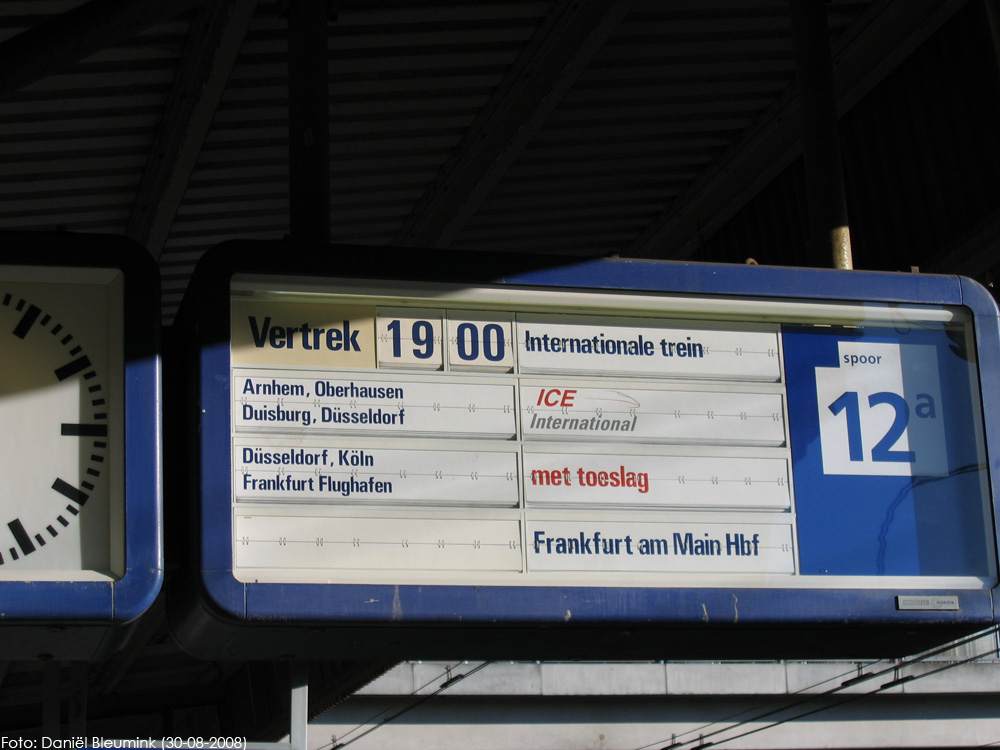 Vertrek 19 00 Internationale trein
spoor
12a
Arnhem, Oberhausen
Duisburg, Düsseldorf
ICE
International
Düsseldorf, Köln
Frankfurt Flughafen
met toeslag
Frankfurt am Main Hbf
Foto: Daniël Bleumink (30-08-2008)